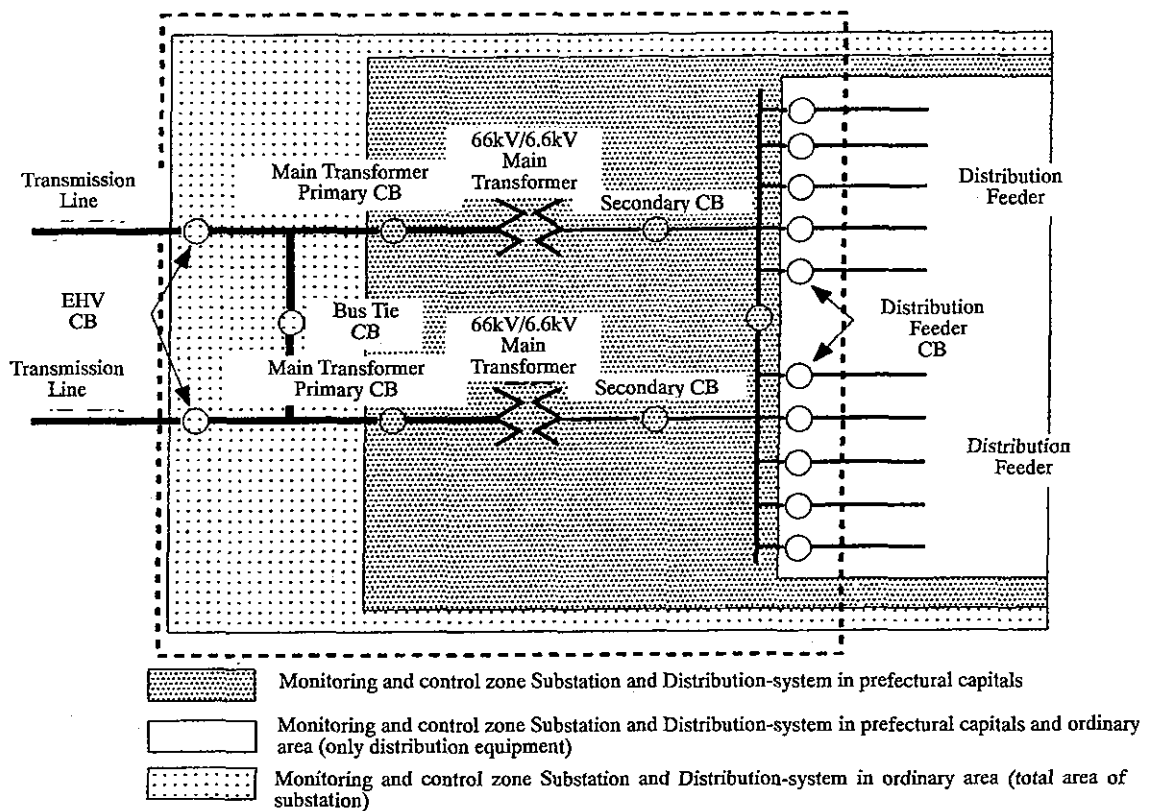 66kV/6.6kV
Main
Transformer
Main Transformer
Primary CB
Transmission
Line
Secondary CB
Distribution
Feeder
EHV
CB
Bus Tie
CB
66kV/6.6kV
Main
Transformer
Distribution
Feeder
CB
Transmission
Line
Main Transformer
Primary CB
Secondary CB
Distribution
Feeder
Monitoring and control zone Substation and Distribution-system in prefectural capitals
Monitoring and control zone Substation and Distribution-system in prefectural capitals and ordinary
area (only distribution equipment)
Monitoring and control zone Substation and Distribution-system in ordinary area (total area of
substation)